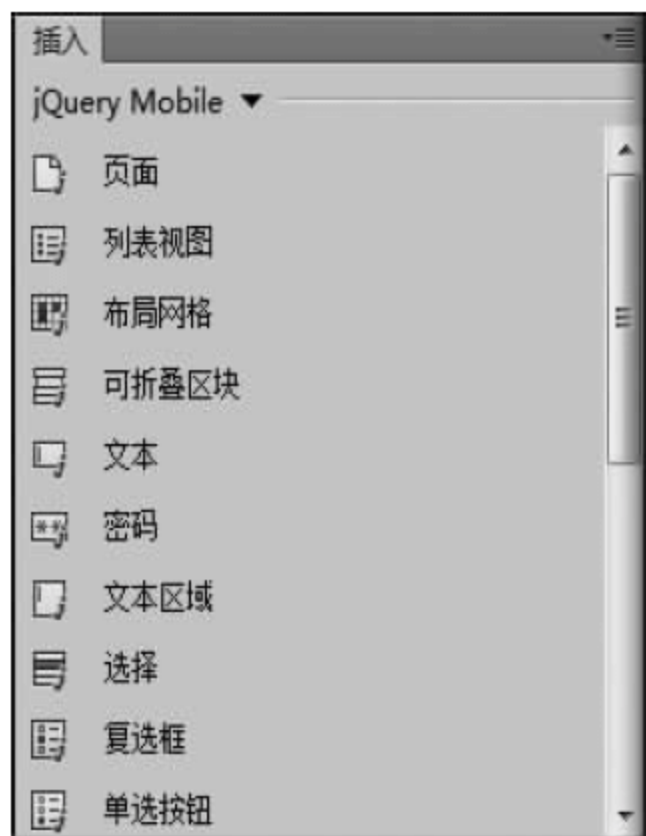 插入
jQuery Mobile
页面
列表视图
布局网格
可折叠区块
文本
密码
文本区域
选择
复选框
单选按钮